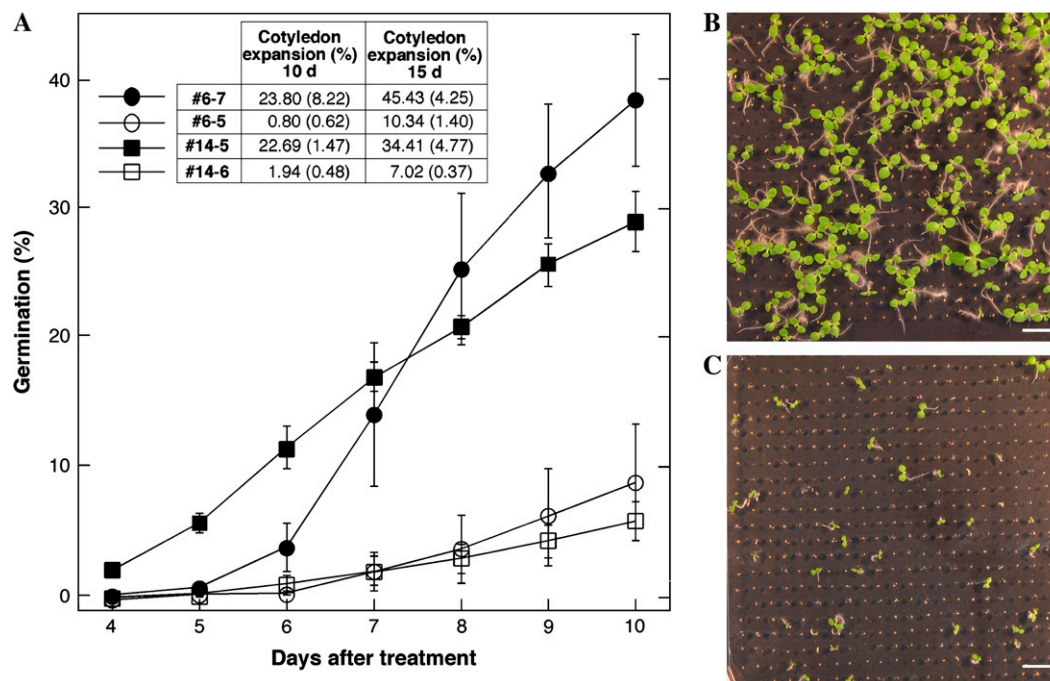 A
Cotyledon expansion (%) 10 d
Cotyledon expansion (%) 15 d
#6-7 23.80 (8.22) 45.43 (4.25)
#6-5 0.80 (0.62) 10.34 (1.40)
#14-5 22.69 (1.47) 34.41 (4.77)
#14-6 1.94 (0.48) 7.02 (0.37)
40
30
20
10
0
Germination (%)
4 5 6 7 8 9 10
Days after treatment
B
C